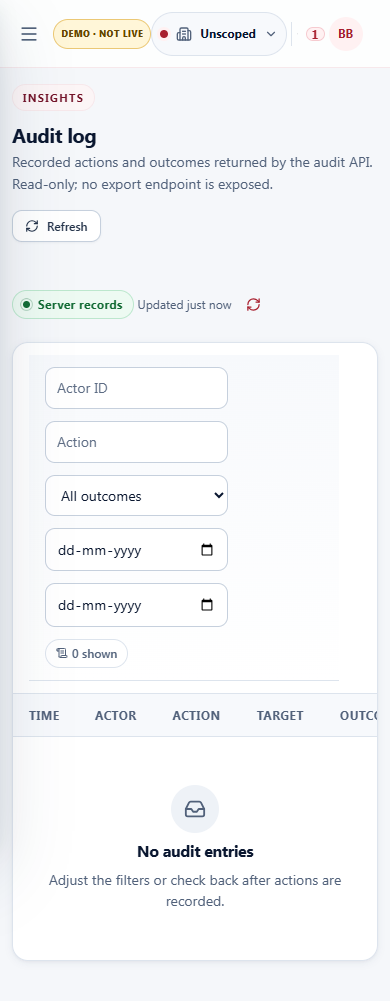 DEMO · NOT LIVE
Unscoped
1
BB
INSIGHTS
Audit log
Recorded actions and outcomes returned by the audit API.
Read-only; no export endpoint is exposed.
Refresh
Server records
Updated just now
Actor ID
Action
All outcomes
dd-mm-yyyy
dd-mm-yyyy
0 shown
TIME ACTOR ACTION TARGET OUTCO
No audit entries
Adjust the filters or check back after actions are
recorded.